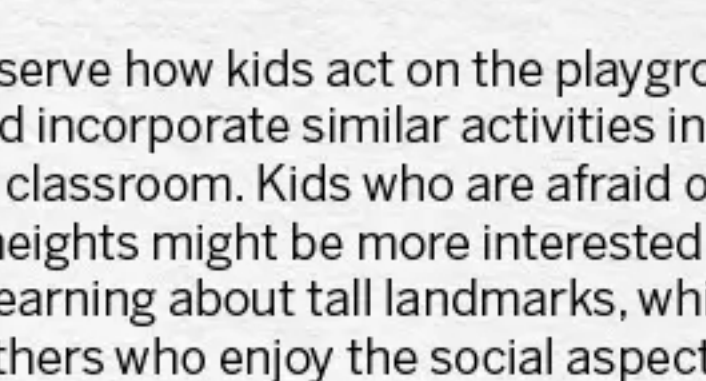 serve how kids act on the playgro
d incorporate similar activities in
classroom. Kids who are afraid o
heights might be more interested
earning about tall landmarks, whi
thers who enjoy the social aspect